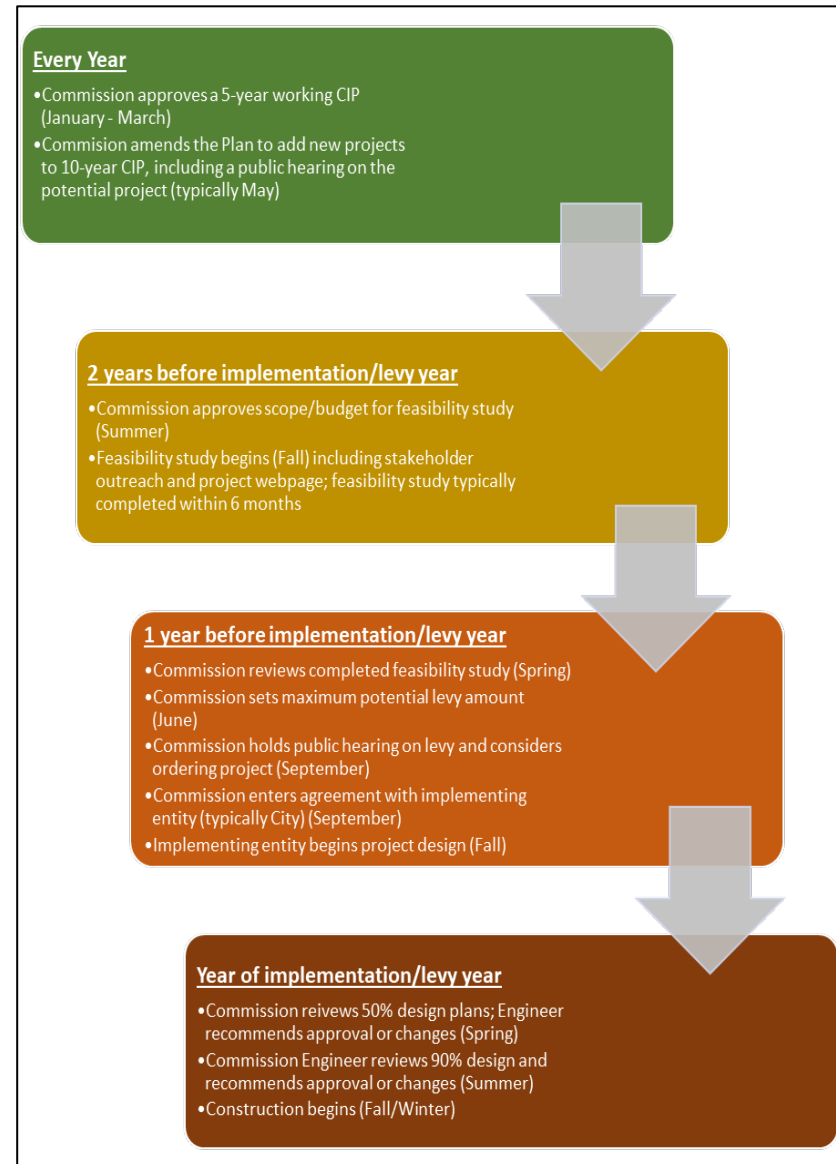 Every Year
•Commission approves a 5-year working CIP
(January - March)
•Commision amends the Plan to add new projects
to 10-year CIP, including a public hearing on the
potential project (typically May)
2 years before implementation/levy year
•Commission approves scope/budget for feasibility study
(Summer)
•Feasibility study begins (Fall) including stakeholder
outreach and project webpage; feasibility study typically
completed within 6 months
1 year before implementation/levy year
•Commission reviews completed feasibility study (Spring)
•Commission sets maximum potential levy amount
(June)
•Commission holds public hearing on levy and considers
ordering project (September)
•Commission enters agreement with implementing
entity (typically City) (September)
•Implementing entity begins project design (Fall)
Year of implementation/levy year
•Commission reivews 50% design plans; Engineer
recommends approval or changes (Spring)
•Commission Engineer reviews 90% design and
recommends approval or changes (Summer)
•Construction begins (Fall/Winter)